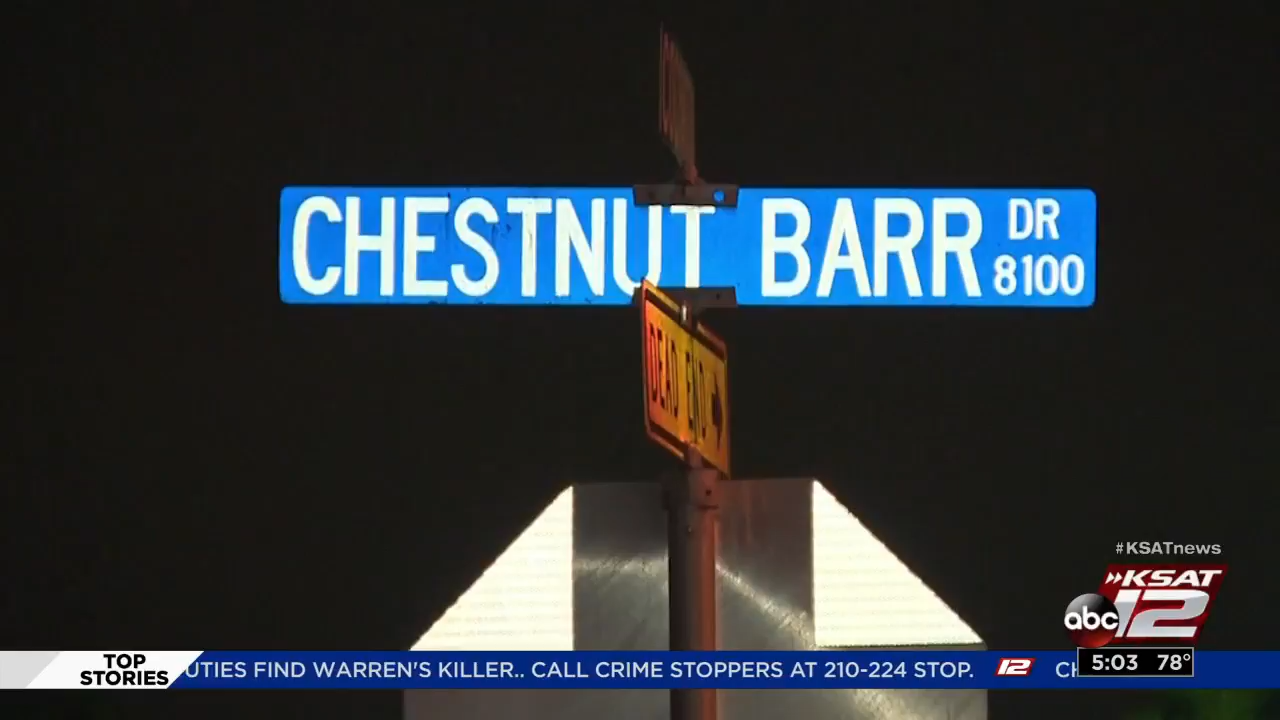 CHESTNUT BARR DR
8100
DEAD END
#KSATnews
KSAT
abc 12
TOP
STORIES
UTIES FIND WARREN'S KILLER.. CALL CRIME STOPPERS AT 210-224 STOP. 12
5:03 78°